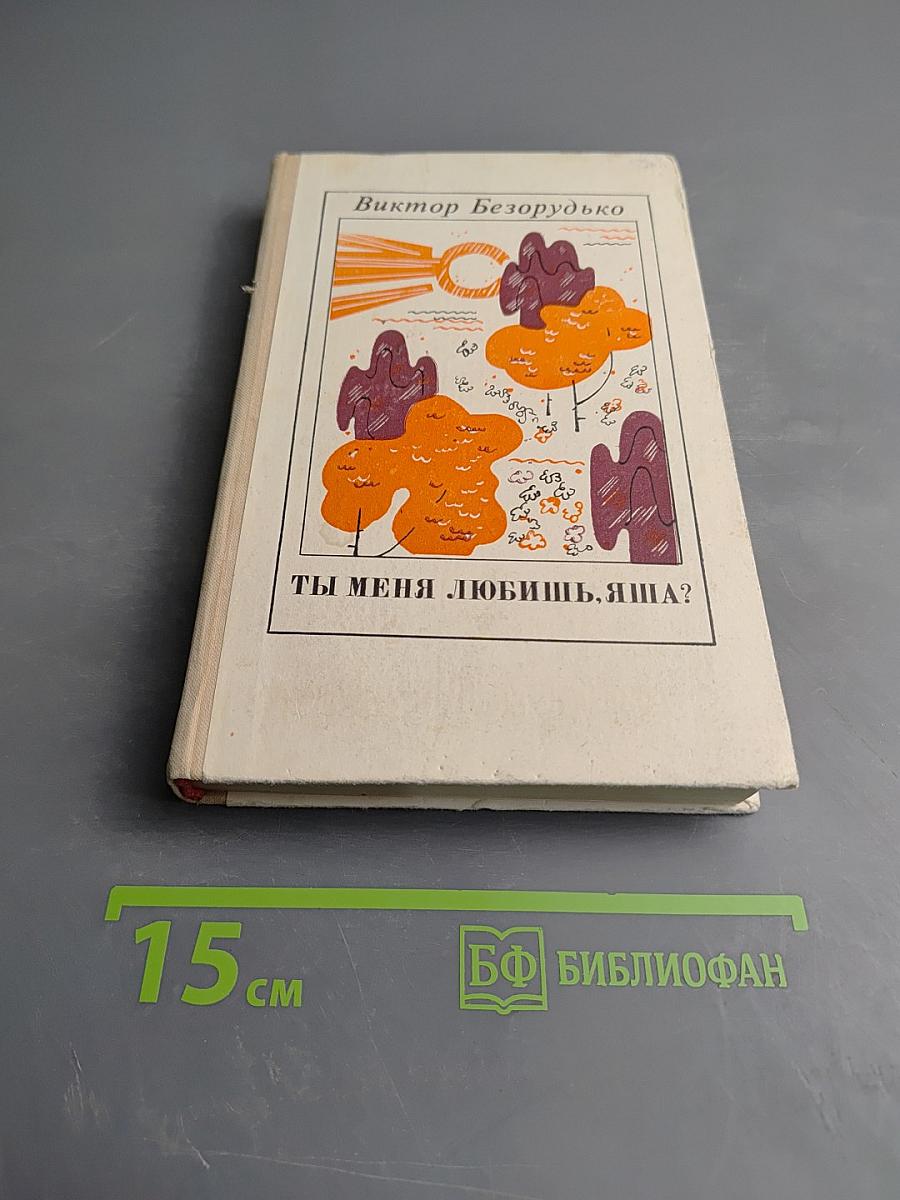 Виктор Безорудько
ТЫ МЕНЯ ЛЮБИШЬ, ЯША?
15 см
БФ БИБЛИОФАН